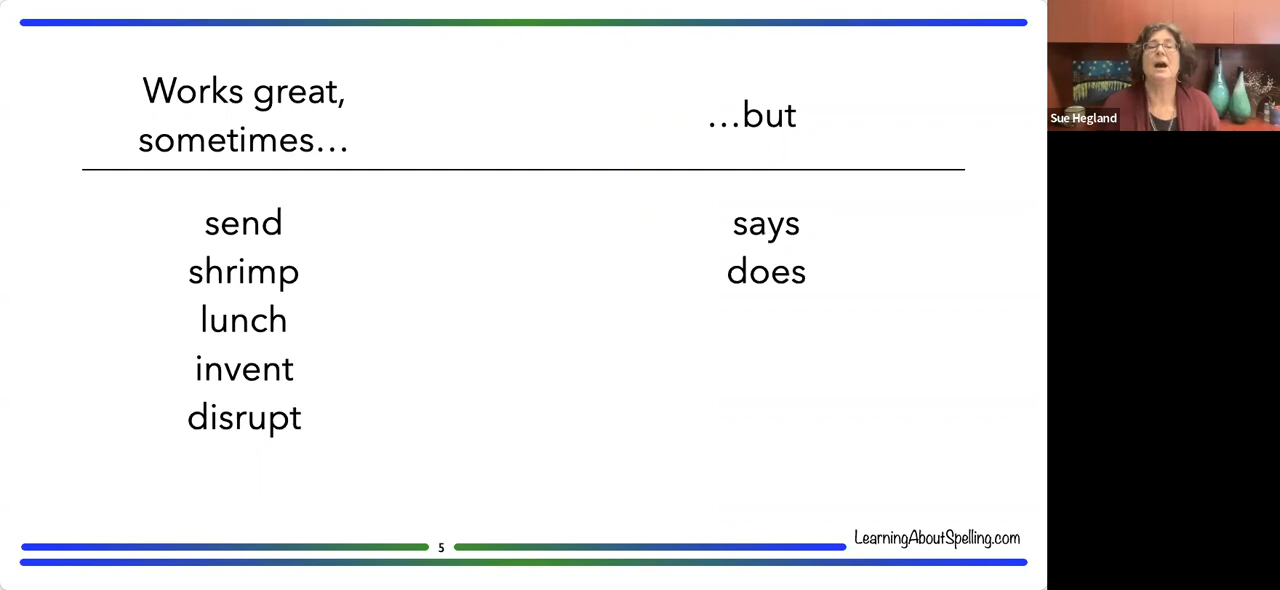 Works great,
sometimes…
…but
send
says
shrimp
does
lunch
invent
disrupt
5
LearningAboutSpelling.com
Sue Hegland